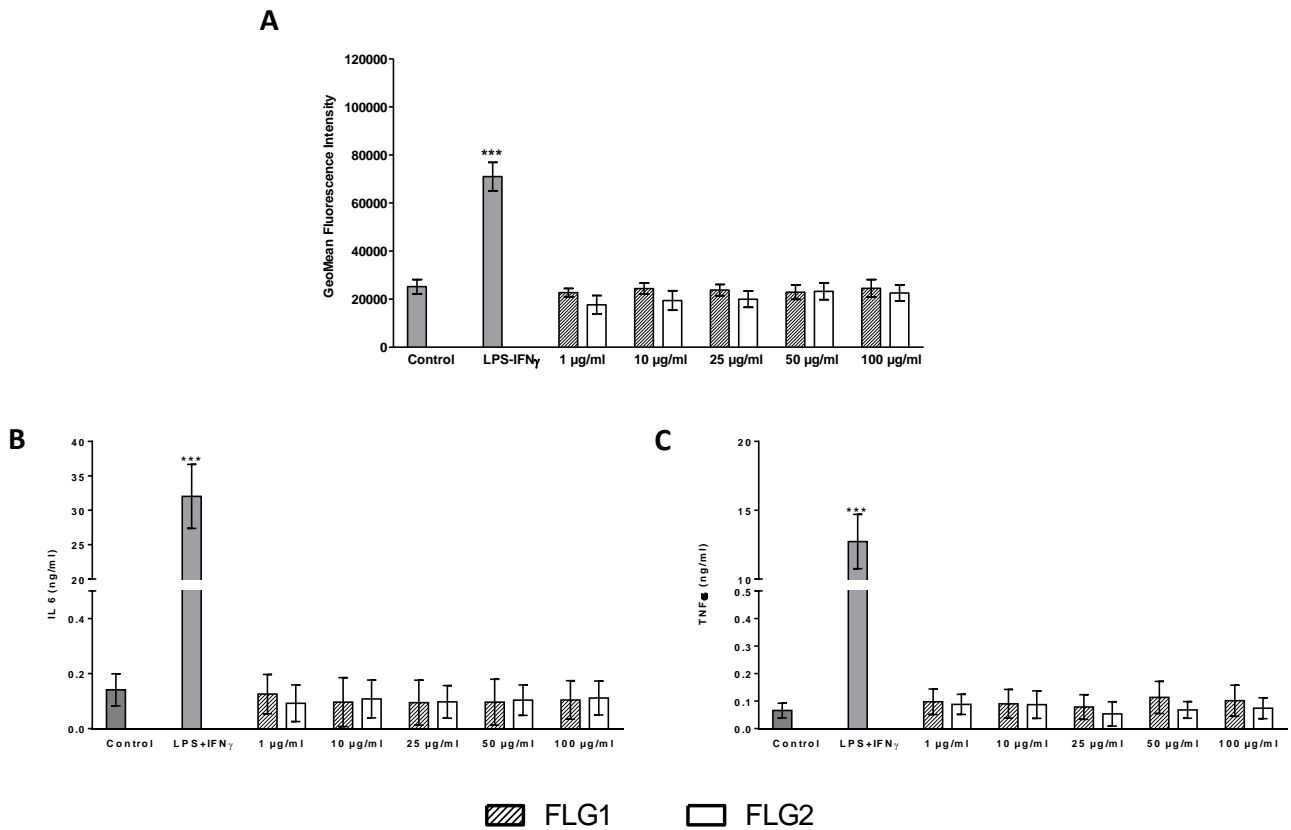 A
GeoMean Fluorescence Intensity
120000
100000
80000
60000
40000
20000
0
***
Control LPS-IFNγ 1 µg/ml 10 µg/ml 25 µg/ml 50 µg/ml 100 µg/ml
B
IL 6 (ng/ml)
40
35
30
25
20
0.4
0.2
0.0
***
Control LPS+IFNγ 1 µg/ml 10 µg/ml 25 µg/ml 50 µg/ml 100 µg/ml
C
TNFα (ng/ml)
20
15
10
0.5
0.4
0.3
0.2
0.1
0.0
***
Control LPS+IFNγ 1 µg/ml 10 µg/ml 25 µg/ml 50 µg/ml 100 µg/ml
FLG1 FLG2